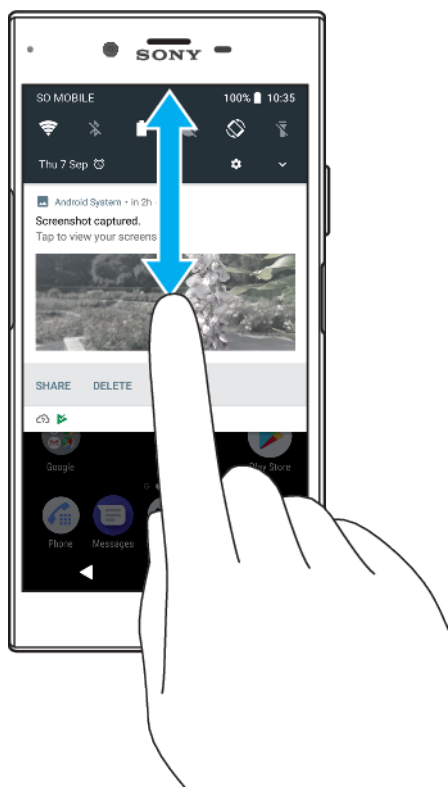 SONY
SO MOBILE 100% 10:35
Thu 7 Sep
Android System • in 2h
Screenshot captured.
Tap to view your screens
SHARE DELETE
Google Play Store
G
Phone Messages